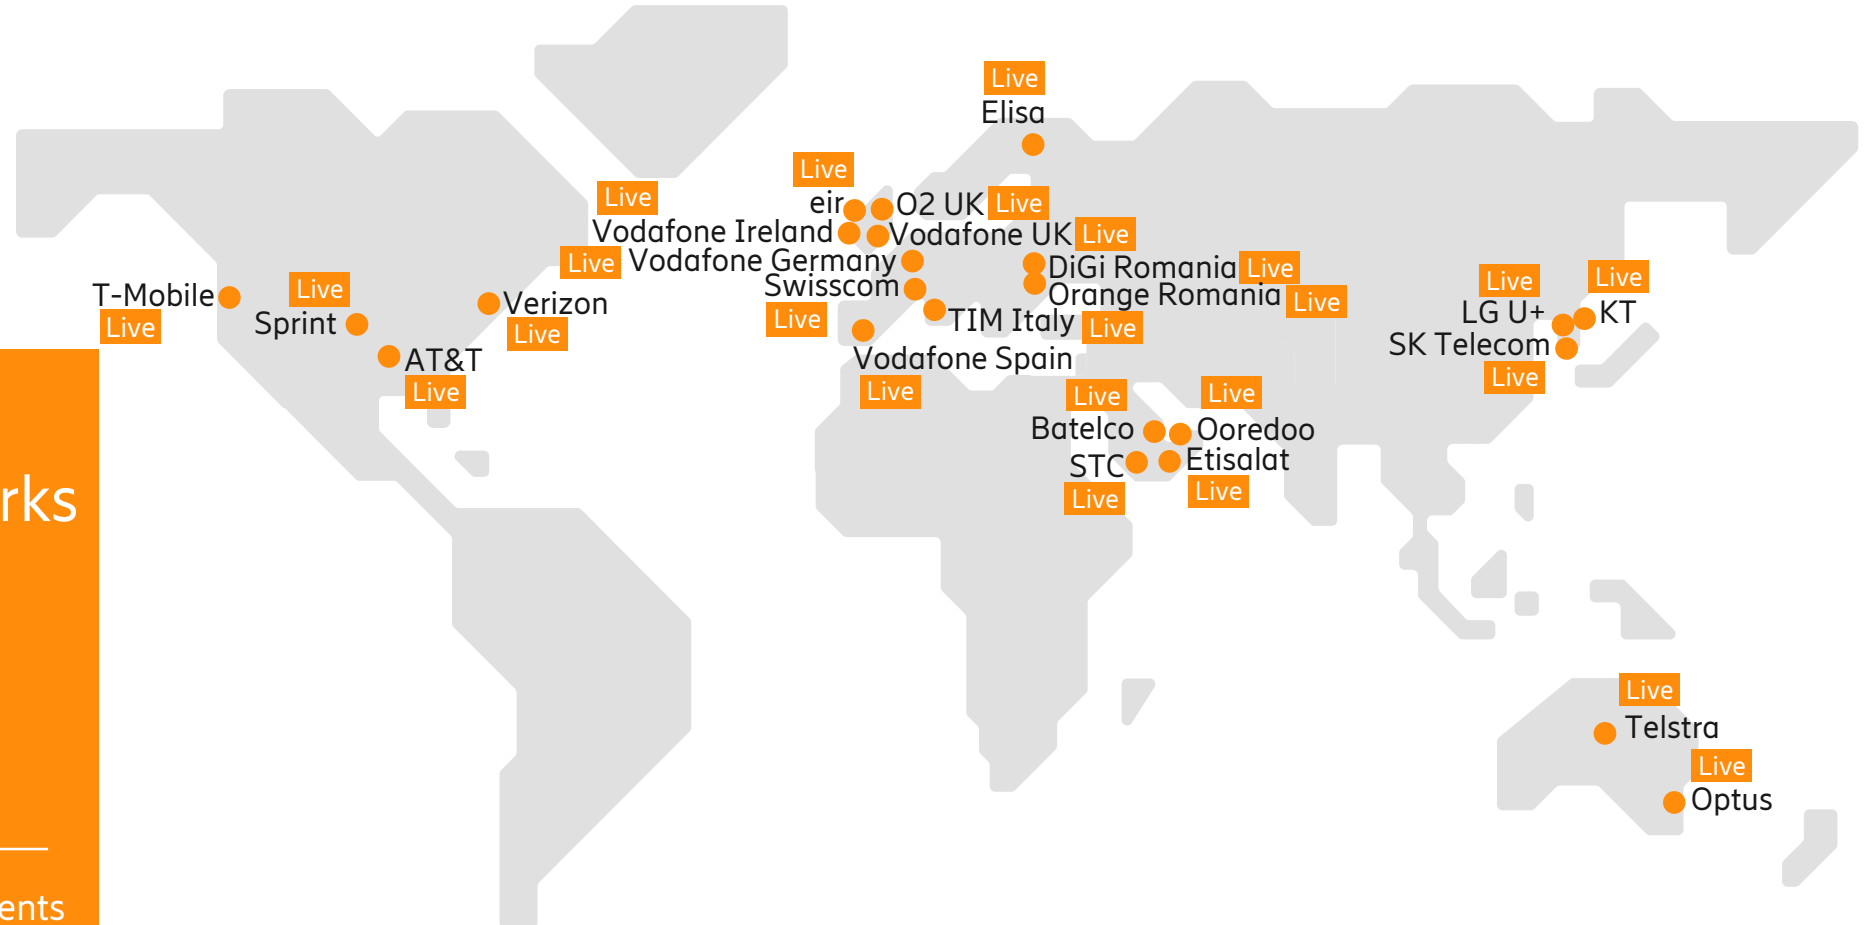 Live
Elisa
Live
eir
O2 UK Live
Live
Vodafone Ireland
Vodafone UK Live
Live Vodafone Germany
DiGi Romania Live
Swisscom
Live
Orange Romania Live
TIM Italy Live
Vodafone Spain
Live
T-Mobile
Live
Live
Sprint
Verizon
Live
AT&T
Live
Live
LG U+
Live
KT
SK Telecom
Live
Live
Batelco
Live
Ooredoo
STC
Live
Etisalat
Live
rks
Live
Telstra
Live
Optus
ents